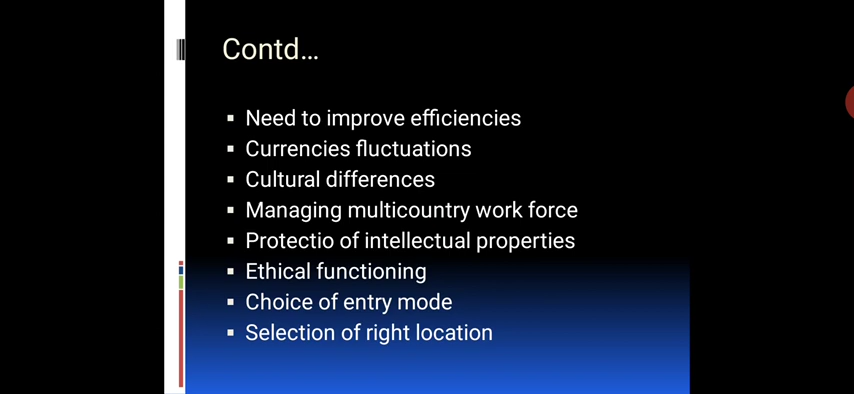 Contd...
▪ Need to improve efficiencies
▪ Currencies fluctuations
▪ Cultural differences
▪ Managing multicountry work force
▪ Protectio of intellectual properties
▪ Ethical functioning
▪ Choice of entry mode
▪ Selection of right location